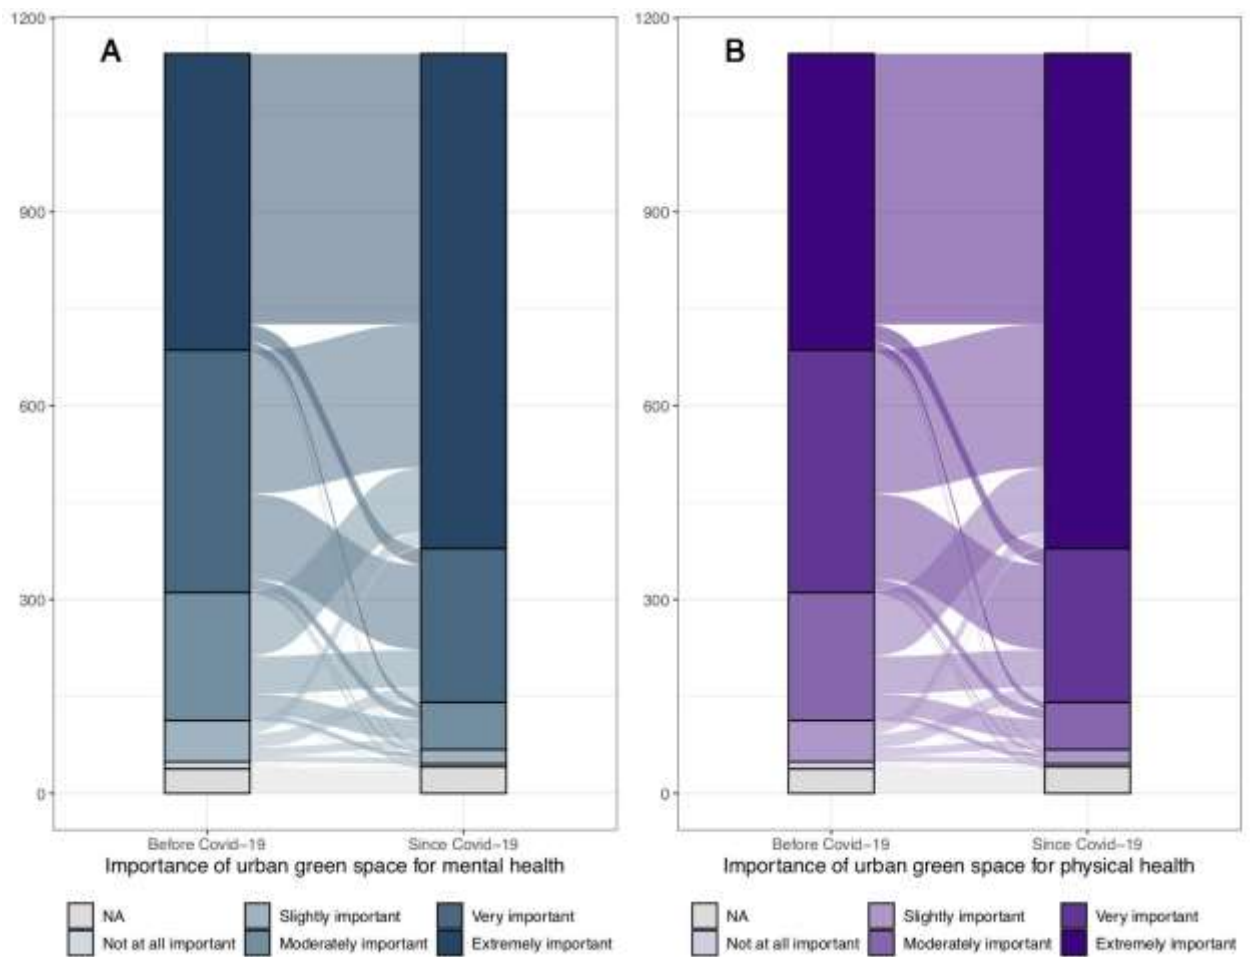 A
1200
900
600
300
0
Before Covid-19
Since Covid-19
Importance of urban green space for mental health
NA
Slightly important
Very important
Not at all important
Moderately important
Extremely important
B
1200
900
600
300
0
Before Covid-19
Since Covid-19
Importance of urban green space for physical health
NA
Slightly important
Very important
Not at all important
Moderately important
Extremely important